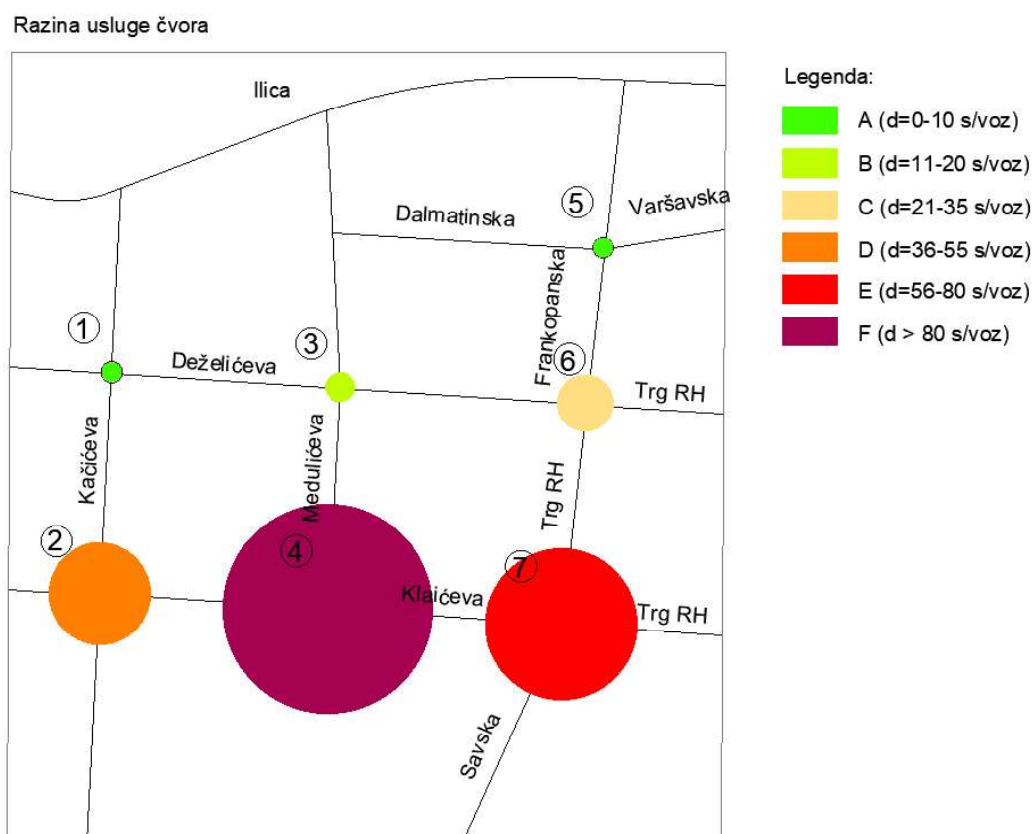 Razina usluge čvora
Legenda:
A (d=0-10 s/voz)
B (d=11-20 s/voz)
C (d=21-35 s/voz)
D (d=36-55 s/voz)
E (d=56-80 s/voz)
F (d > 80 s/voz)
Ilica
5
Varšavska
Dalmatinska
Frankopanska
1
3
6
Deželićeva
Trg RH
Kačićeva
Medulićeva
Trg RH
2
4
7
Klaićeva
Trg RH
Savska